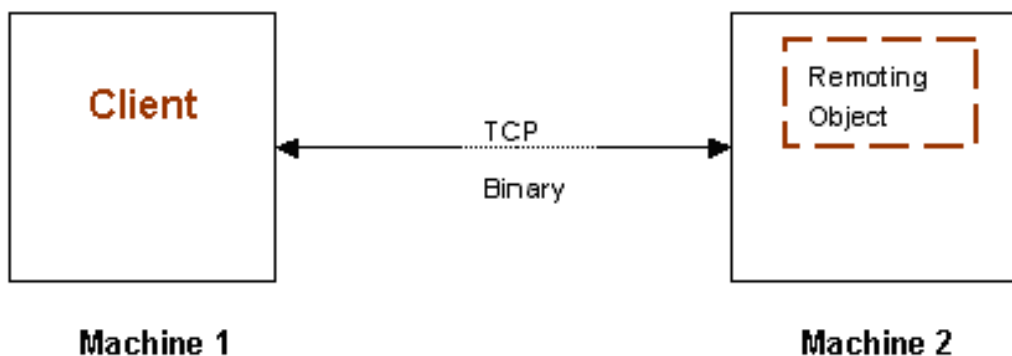 Client
TCP
Binary
Remoting
Object
Machine 1
Machine 2